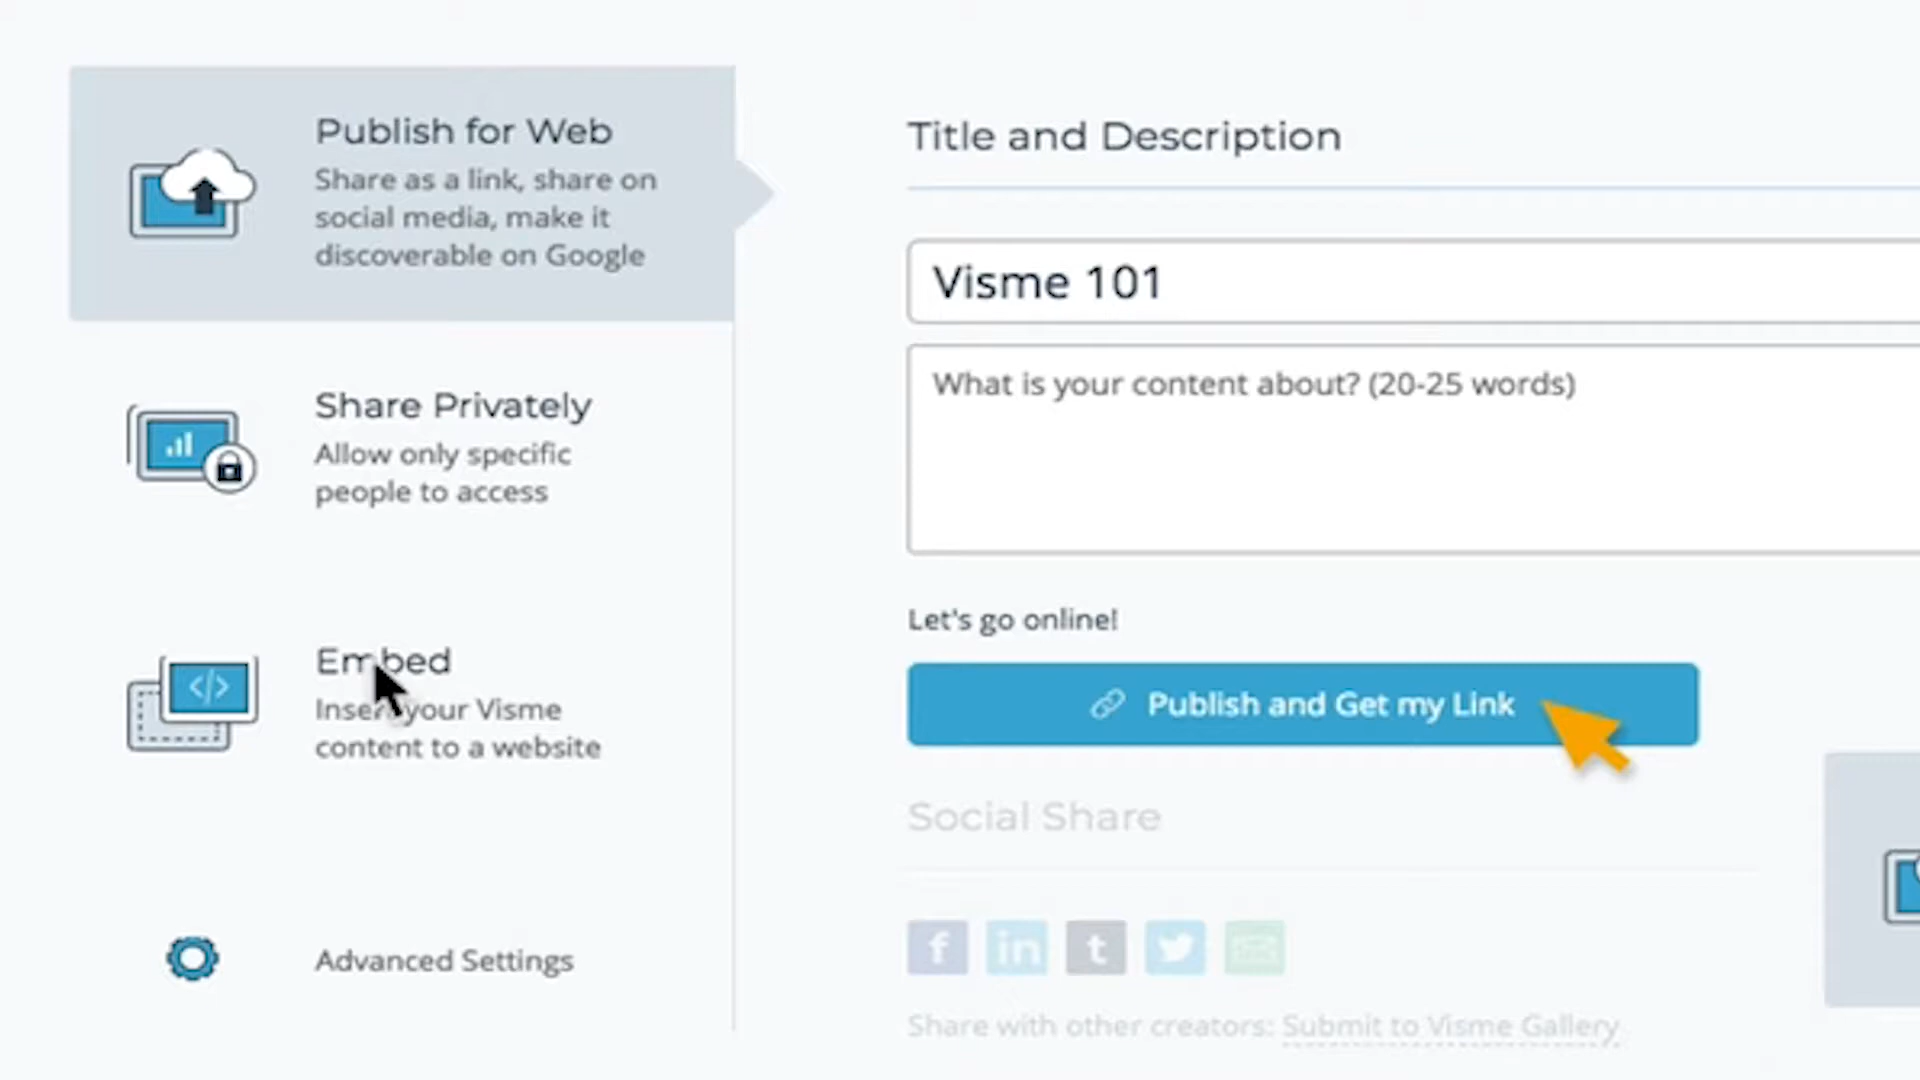 Publish for Web
Share as a link, share on
social media, make it
discoverable on Google
Share Privately
Allow only specific
people to access
Embed
Insert your Visme
content to a website
Advanced Settings
Title and Description
Visme 101
What is your content about? (20-25 words)
Let's go online!
Publish and Get my Link
Social Share
Share with other creators: Submit to Visme Gallery